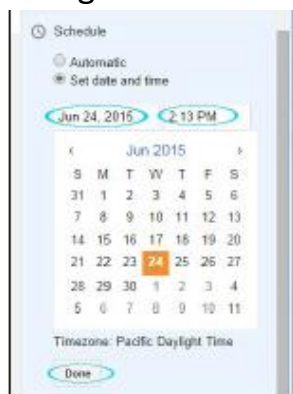 Schedule
Automatic
Set date and time
Jun 24, 2015 2:13 PM
‹ Jun 2015 ›
S M T W T F S
31 1 2 3 4 5 6
7 8 9 10 11 12 13
14 15 16 17 18 19 20
21 22 23 24 25 26 27
28 29 30 1 2 3 4
5 6 7 8 9 10 11
Timezone: Pacific Daylight Time
Done